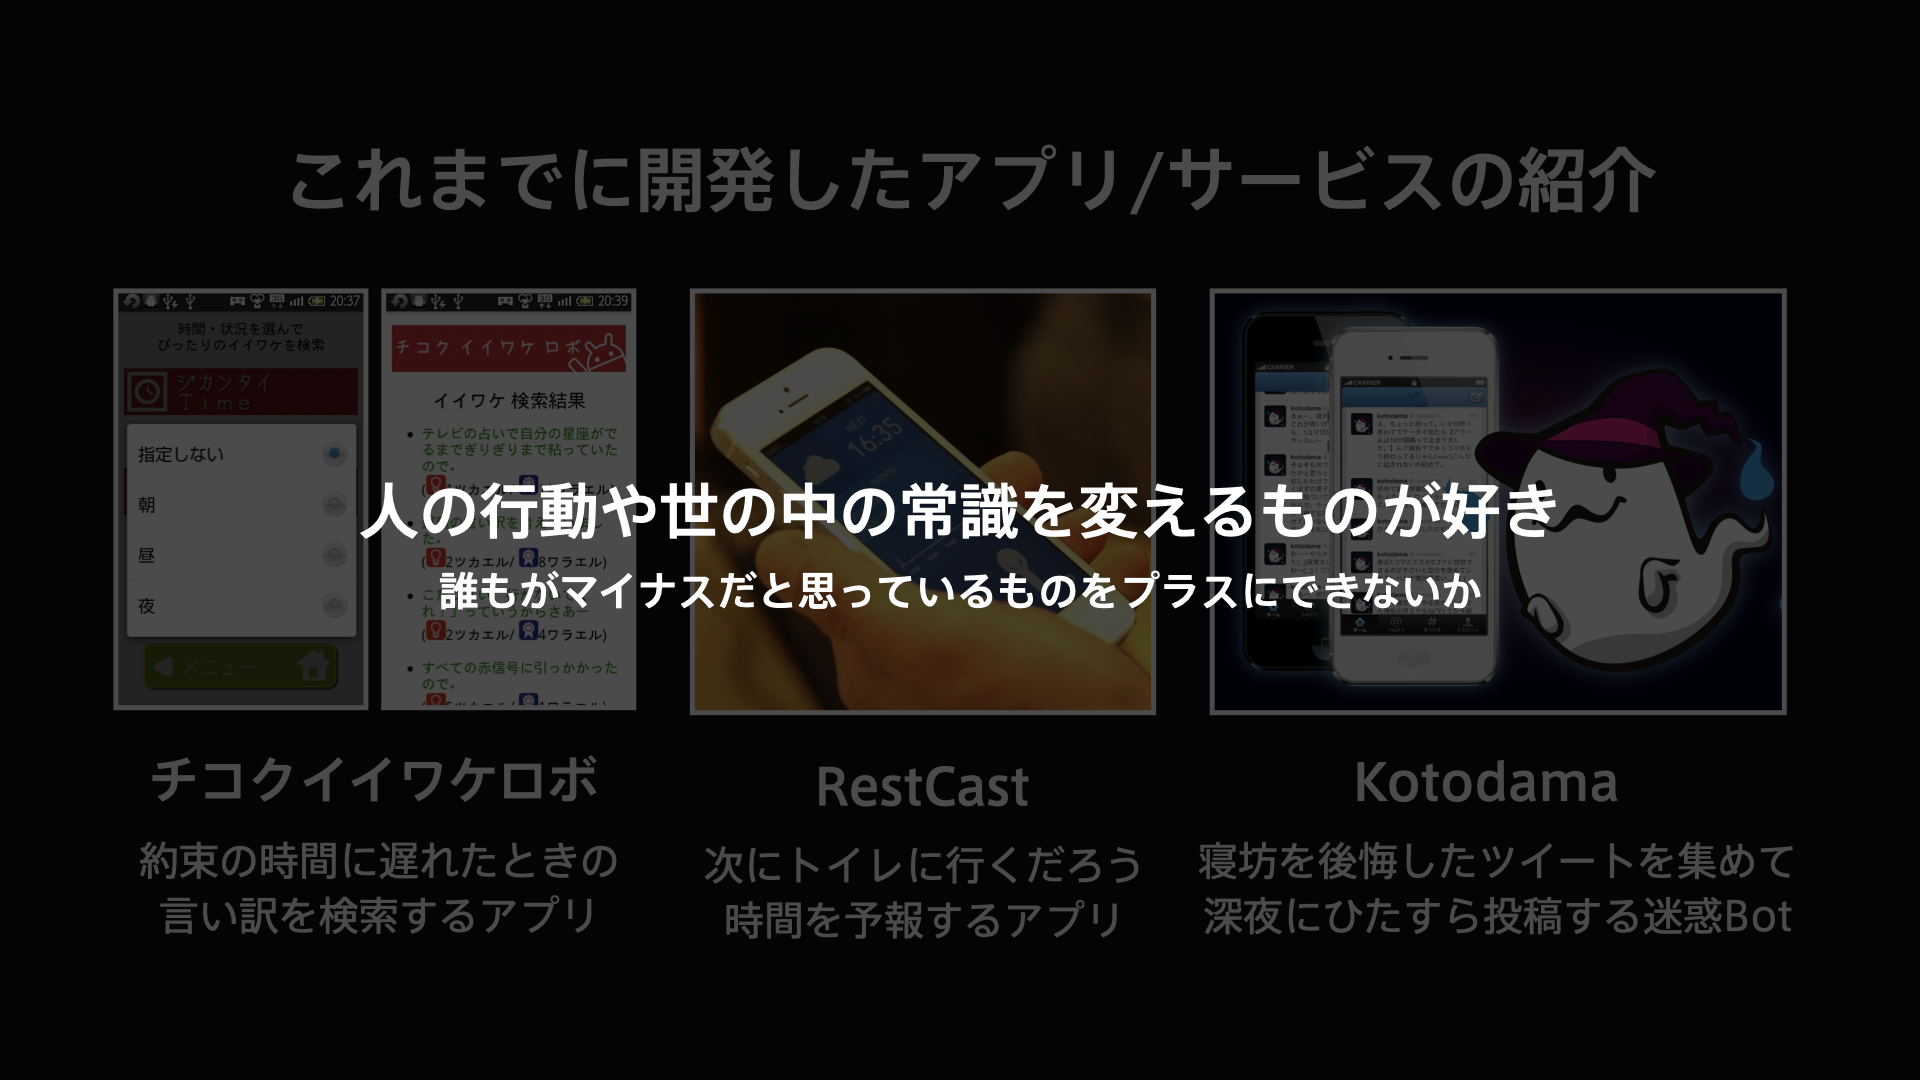 これまでに開発したアプリ/サービスの紹介
20:37
時間・状況を選んで
ぴったりのイイワケを検索
ジカンタイ
Time
指定しない
朝
昼
夜
メニュー
20:39
チコク イイワケ ロボ
イイワケ 検索結果
テレビの占いで自分の星座がで
るまでぎりぎりまで粘っていた
ので。
2ツカエル/ 8ワラエル)
2ツカエル/ 4ワラエル)
すべての赤信号に引っかかった
ので。
NEXT
16:35
CARRIER
CARRIER
kotodama
kotodama
人の行動や世の中の常識を変えるものが好き
誰もがマイナスだと思っているものをプラスにできないか
チコクイイワケロボ
約束の時間に遅れたときの
言い訳を検索するアプリ
RestCast
次にトイレに行くだろう
時間を予報するアプリ
Kotodama
寝坊を後悔したツイートを集めて
深夜にひたすら投稿する迷惑Bot